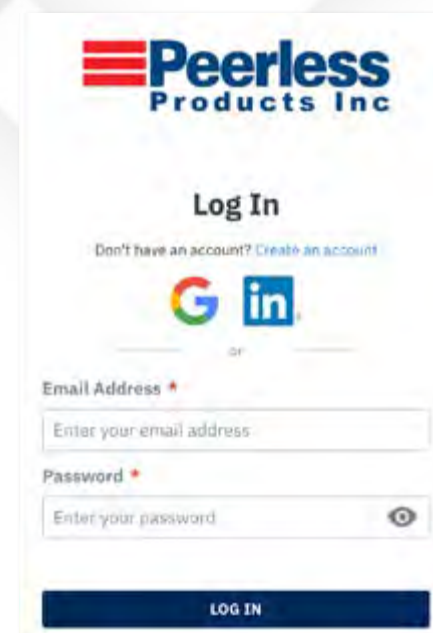 Peerless
Products Inc
Log In
Don't have an account? Create an account
in
or
Email Address *
Enter your email address
Password *
Enter your password
LOG IN